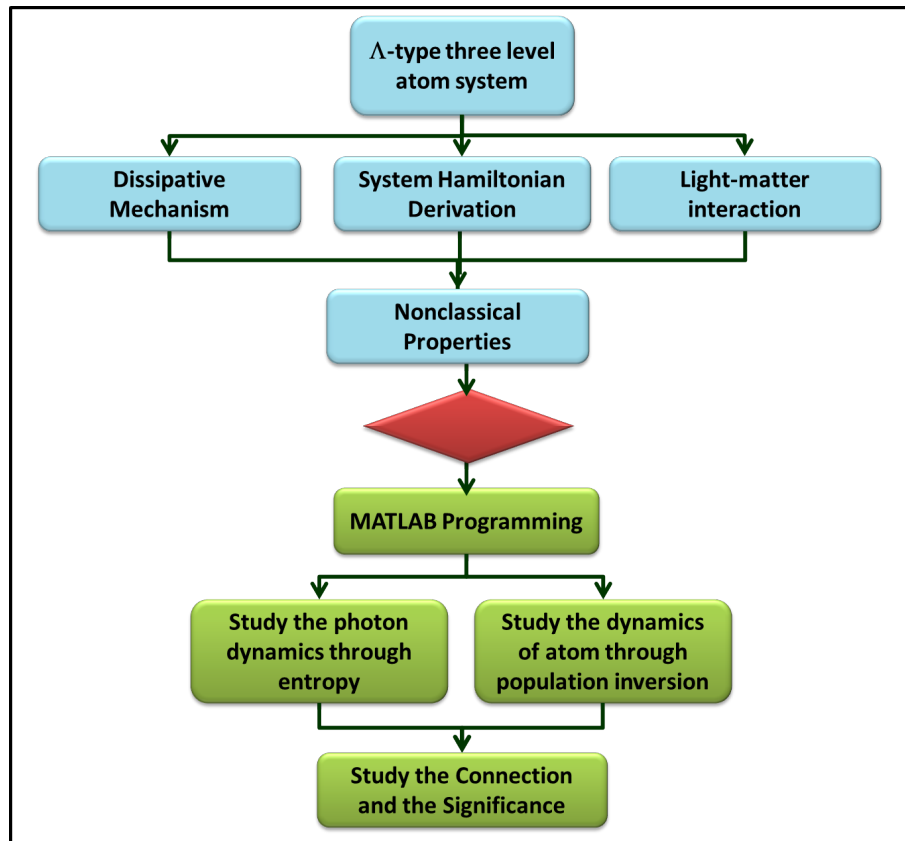 Λ-type three level
atom system
Dissipative
Mechanism
System Hamiltonian
Derivation
Light-matter
interaction
Nonclassical
Properties
MATLAB Programming
Study the photon
dynamics through
entropy
Study the dynamics
of atom through
population inversion
Study the Connection
and the Significance